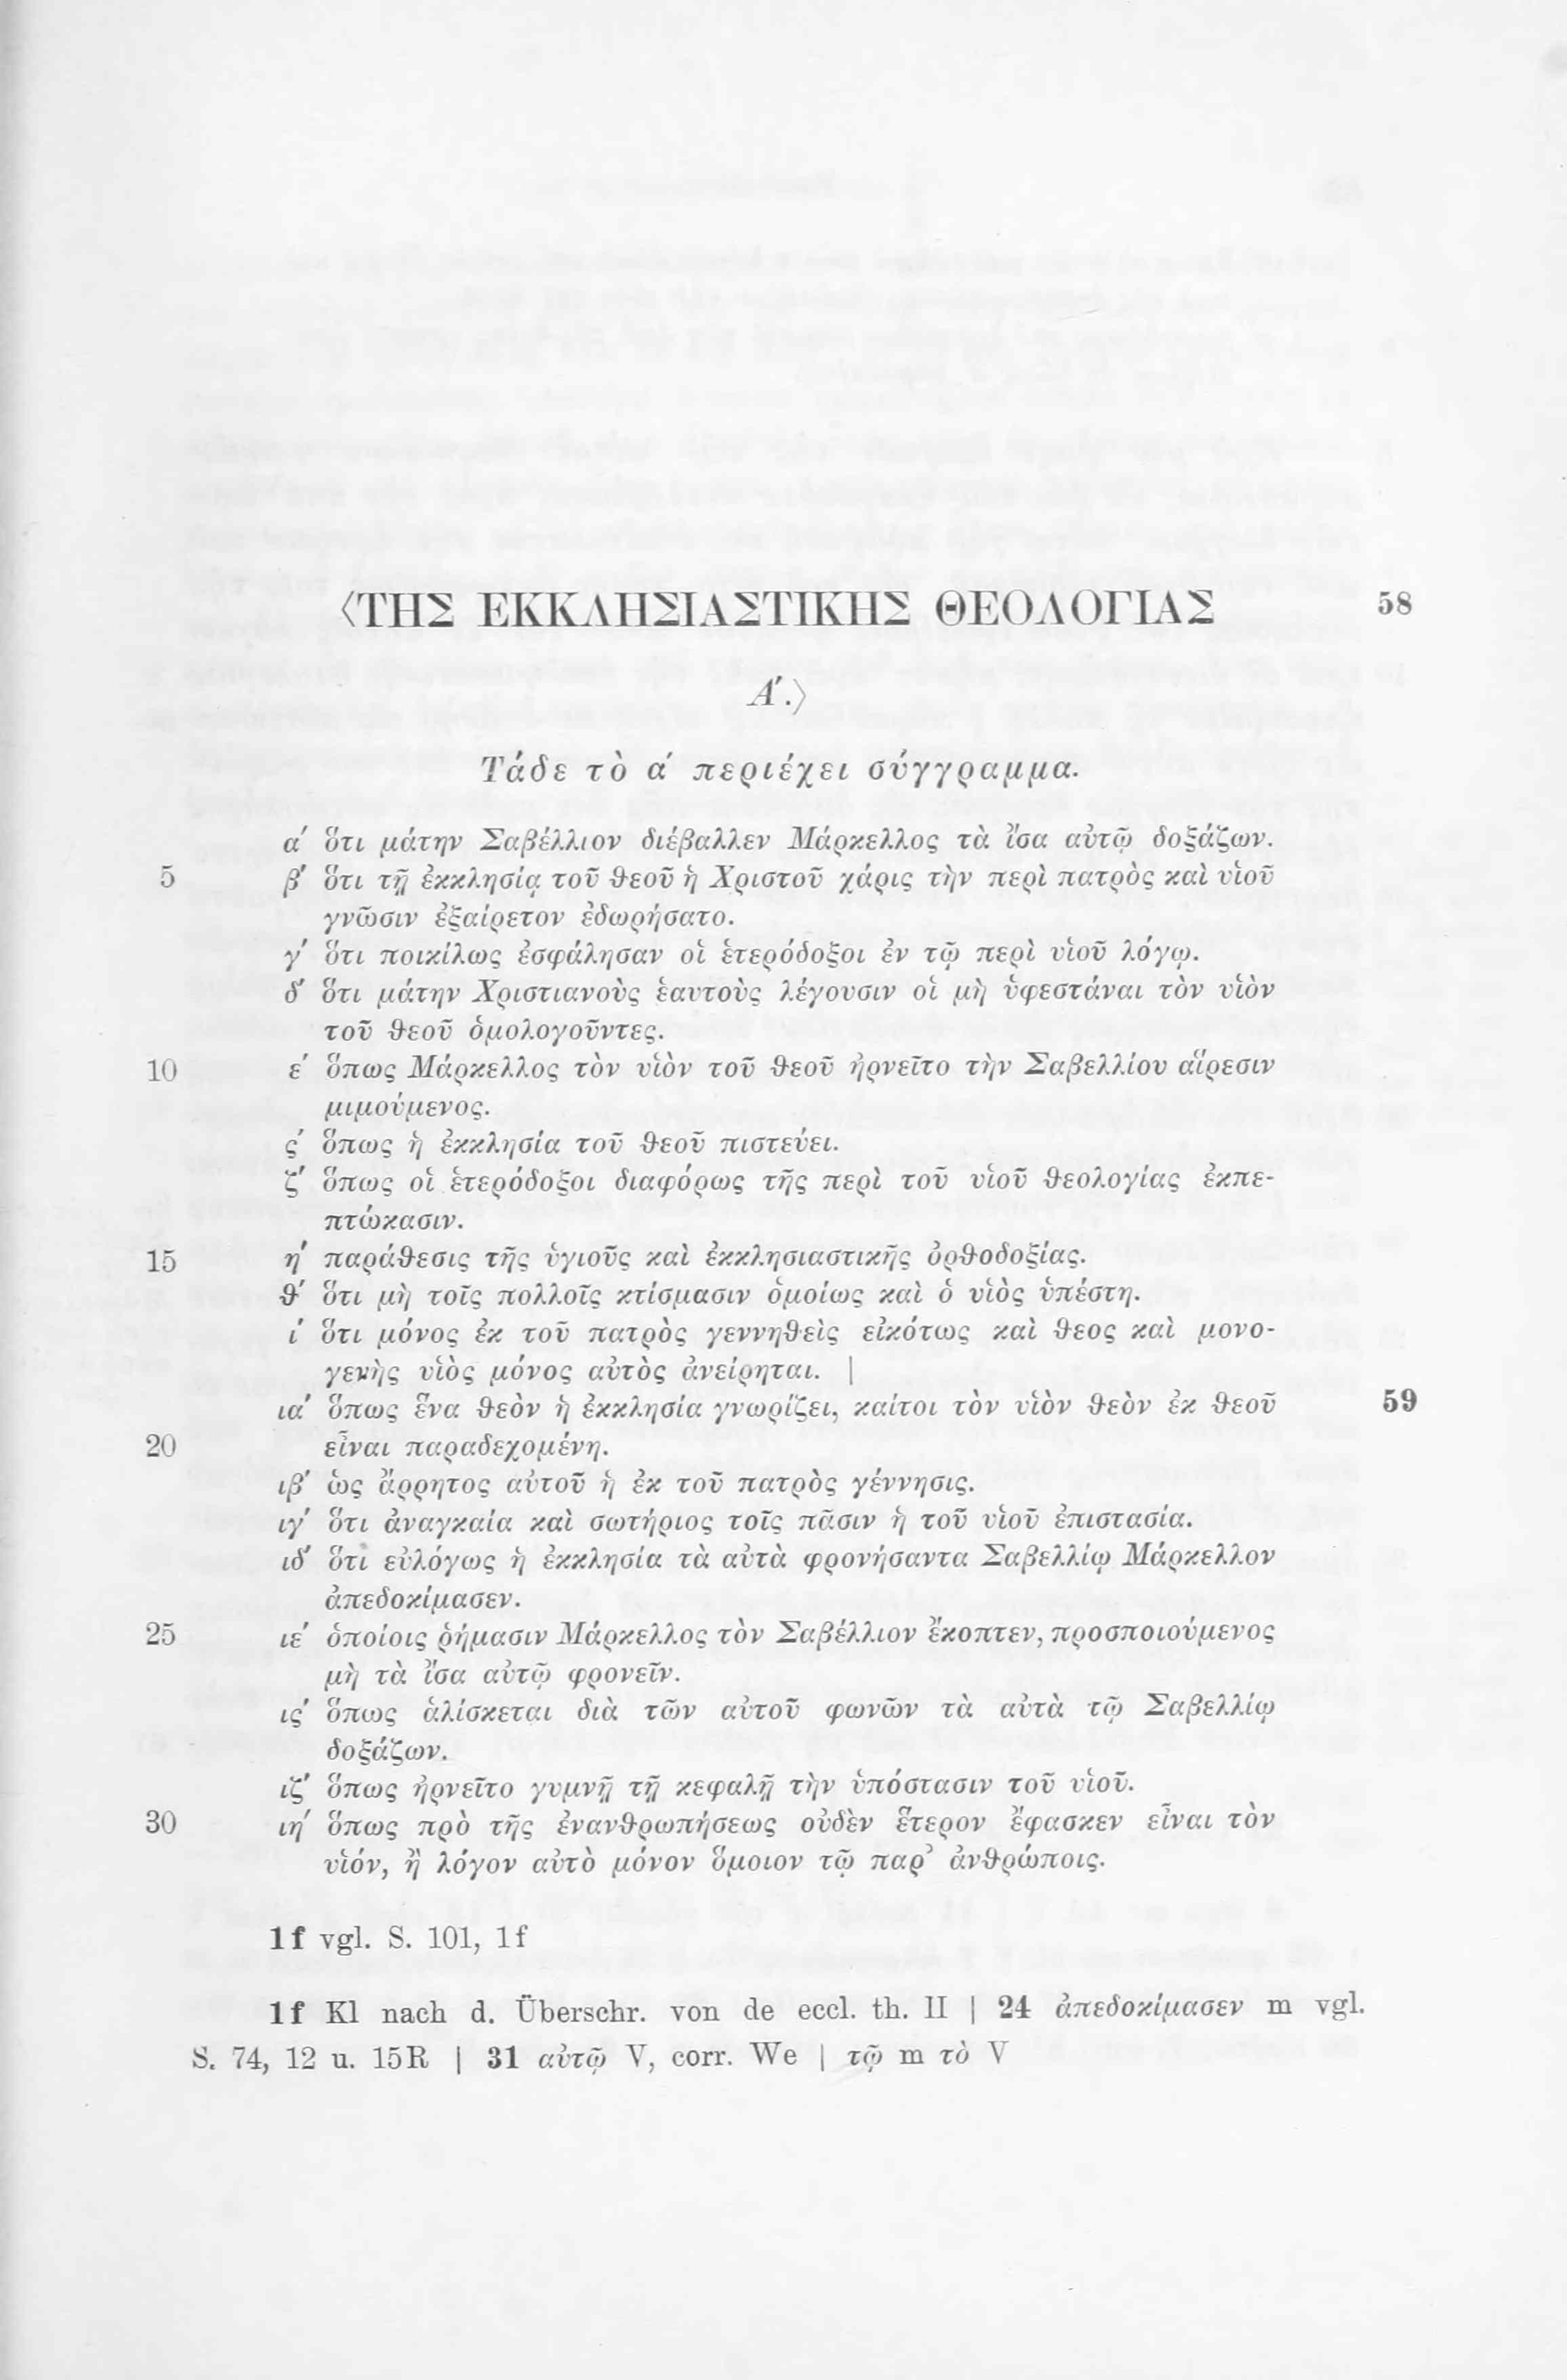 ⟨ΤΗΣ ΕΚΚΛΗΣΙΑΣΤΙΚΗΣ ΘΕΟΛΟΓΙΑΣ 58
Α'.⟩
Τάδε τὸ α' περιέχει σύγγραμμα.
α' ὅτι μάτην Σαβέλλιον διέβαλλεν Μάρκελλος τὰ ἴσα αὐτῷ δοξάζων.
5 β' ὅτι τῇ ἐκκλησίᾳ τοῦ θεοῦ ἡ Χριστοῦ χάρις τὴν περὶ πατρὸς καὶ υἱοῦ
γνῶσιν ἐξαίρετον ἐδωρήσατο.
γ' ὅτι ποικίλως ἐσφάλησαν οἱ ἑτερόδοξοι ἐν τῷ περὶ υἱοῦ λόγῳ.
δ' ὅτι μάτην Χριστιανοὺς ἑαυτοὺς λέγουσιν οἱ μὴ ὑφεστάναι τὸν υἱὸν
τοῦ θεοῦ ὁμολογοῦντες.
10 ε' ὅπως Μάρκελλος τὸν υἱὸν τοῦ θεοῦ ἠρνεῖτο τὴν Σαβελλίου αἵρεσιν
μιμούμενος.
ς' ὅπως ἡ ἐκκλησία τοῦ θεοῦ πιστεύει.
ζ' ὅπως οἱ ἑτερόδοξοι διαφόρως τῆς περὶ τοῦ υἱοῦ θεολογίας ἐκπε-
πτώκασιν.
15 η' παράθεσις τῆς ὑγιοῦς καὶ ἐκκλησιαστικῆς ὀρθοδοξίας.
θ' ὅτι μὴ τοῖς πολλοῖς κτίσμασιν ὁμοίως καὶ ὁ υἱὸς ὑπέστη.
ι' ὅτι μόνος ἐκ τοῦ πατρὸς γεννηθεὶς εἰκότως καὶ θεος καὶ μονο-
γενὴς υἱὸς μόνος αὐτὸς ἀνείρηται. |
ια' ὅπως ἕνα θεὸν ἡ ἐκκλησία γνωρίζει, καίτοι τὸν υἱὸν θεὸν ἐκ θεοῦ 59
20 εἶναι παραδεχομένη.
ιβ' ὡς ἄρρητος αὐτοῦ ἡ ἐκ τοῦ πατρὸς γέννησις.
ιγ' ὅτι ἀναγκαία καὶ σωτήριος τοῖς πᾶσιν ἡ τοῦ υἱοῦ ἐπιστασία.
ιδ' ὅτι εὐλόγως ἡ ἐκκλησία τὰ αὐτὰ φρονήσαντα Σαβελλίῳ Μάρκελλον
ἀπεδοκίμασεν.
25 ιε' ὁποίοις ῥήμασιν Μάρκελλος τὸν Σαβέλλιον ἔκοπτεν, προσποιούμενος
μὴ τὰ ἴσα αὐτῷ φρονεῖν.
ις' ὅπως ἁλίσκεται διὰ τῶν αὐτοῦ φωνῶν τὰ αὐτὰ τῷ Σαβελλίῳ
δοξάζων.
ιζ' ὅπως ἠρνεῖτο γυμνῇ τῇ κεφαλῇ τὴν ὑπόστασιν τοῦ υἱοῦ.
30 ιη' ὅπως πρὸ τῆς ἐνανθρωπήσεως οὐδὲν ἕτερον ἔφασκεν εἶναι τὸν
υἱόν, ἢ λόγον αὐτὸ μόνον ὅμοιον τῷ παρ' ἀνθρώποις.
1f vgl. S. 101, 1f
1f Kl nach d. Überschr. von de eccl. th. II | 24 ἀπεδοκίμασεν m vgl.
S. 74, 12 u. 15R | 31 αὐτῷ V, corr. We | τῷ m τὸ V